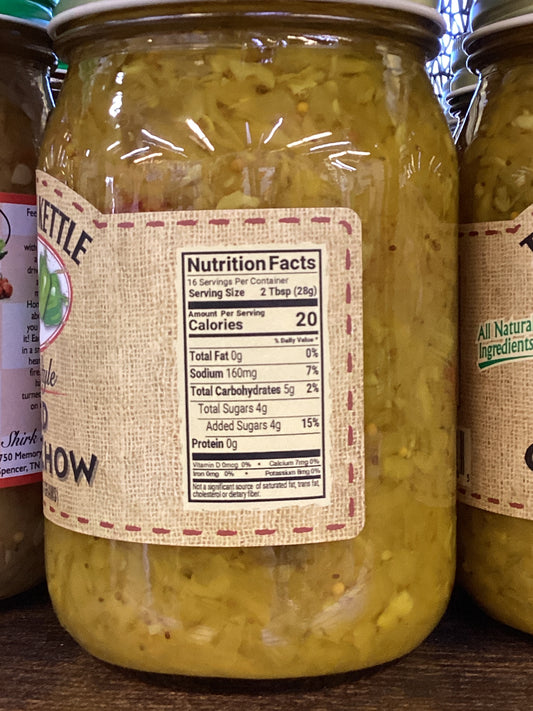 KETTLE
Nutrition Facts
16 Servings Per Container
Serving Size 2 Tbsp (28g)
Amount Per Serving
Calories 20
% Daily Value *
Total Fat 0g 0%
Sodium 160mg 7%
Total Carbohydrates 5g 2%
Total Sugars 4g
Added Sugars 4g 15%
Protein 0g
Vitamin D 0mcg 0% • Calcium 7mg 0%
Iron 0mg 0% • Potassium 8mg 0%
Not a significant source of saturated fat, trans fat,
cholesterol or dietary fiber.
HOW
Shirk
750 Memory
Spencer, TN
All Natural
Ingredients